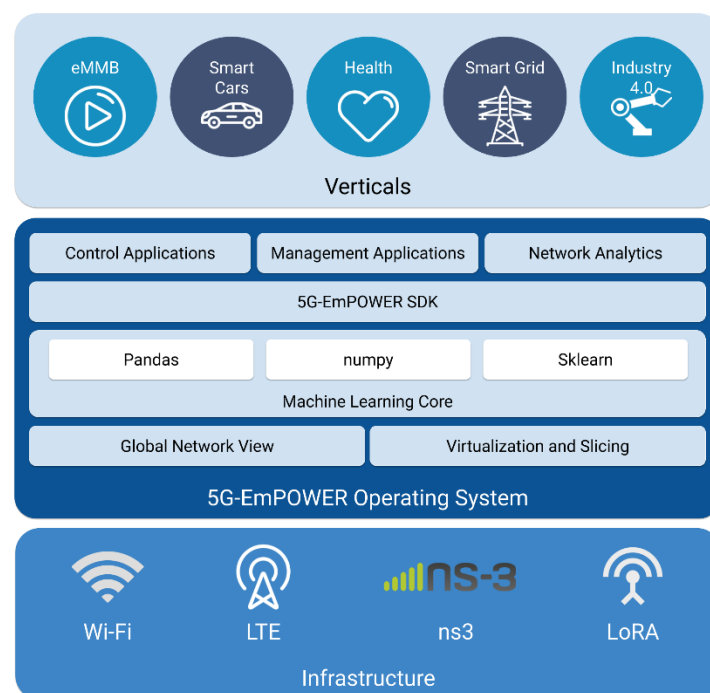 eMMB
Smart
Cars
Health
Smart Grid
Industry
4.0
Verticals
Control Applications
Management Applications
Network Analytics
5G-EmPOWER SDK
Pandas
numpy
Sklearn
Machine Learning Core
Global Network View
Virtualization and Slicing
5G-EmPOWER Operating System
ns-3
Wi-Fi
LTE
ns3
LoRA
Infrastructure